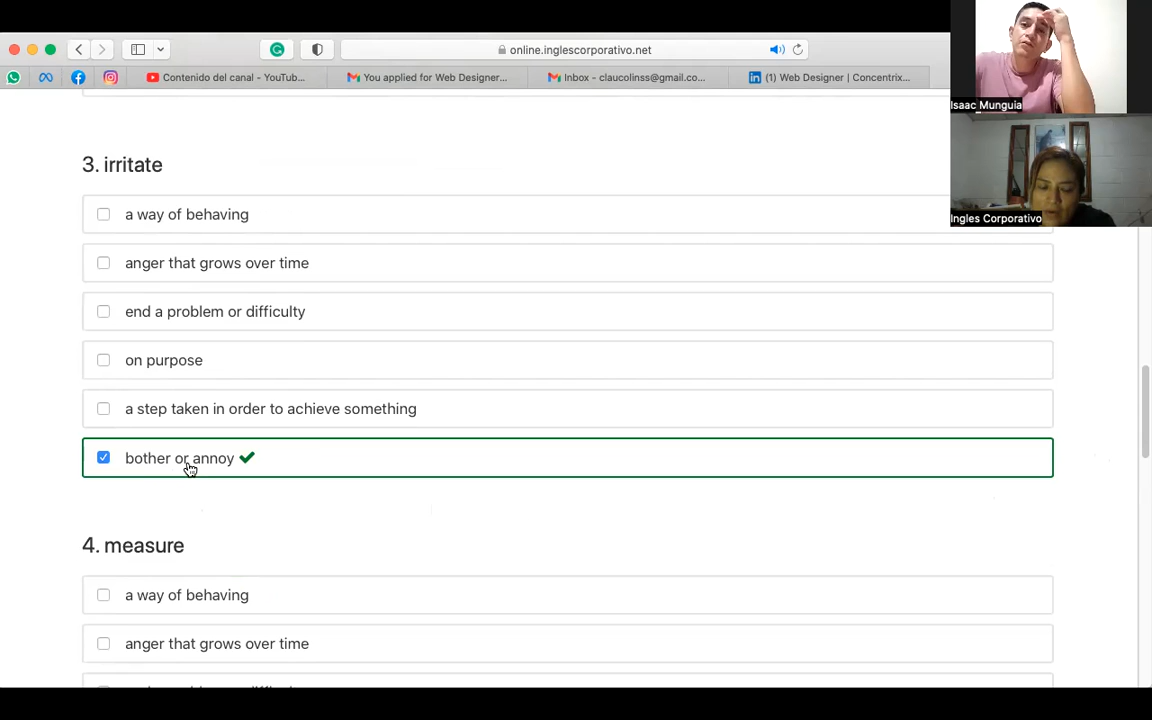 online.inglescorporativo.net
Contenido del canal - YouTub...
You applied for Web Designer...
Inbox - claucolinss@gmail.co...
(1) Web Designer | Concentrix...
Isaac Munguia
Ingles Corporativo
3. irritate
a way of behaving
anger that grows over time
end a problem or difficulty
on purpose
a step taken in order to achieve something
bother or annoy
4. measure
a way of behaving
anger that grows over time